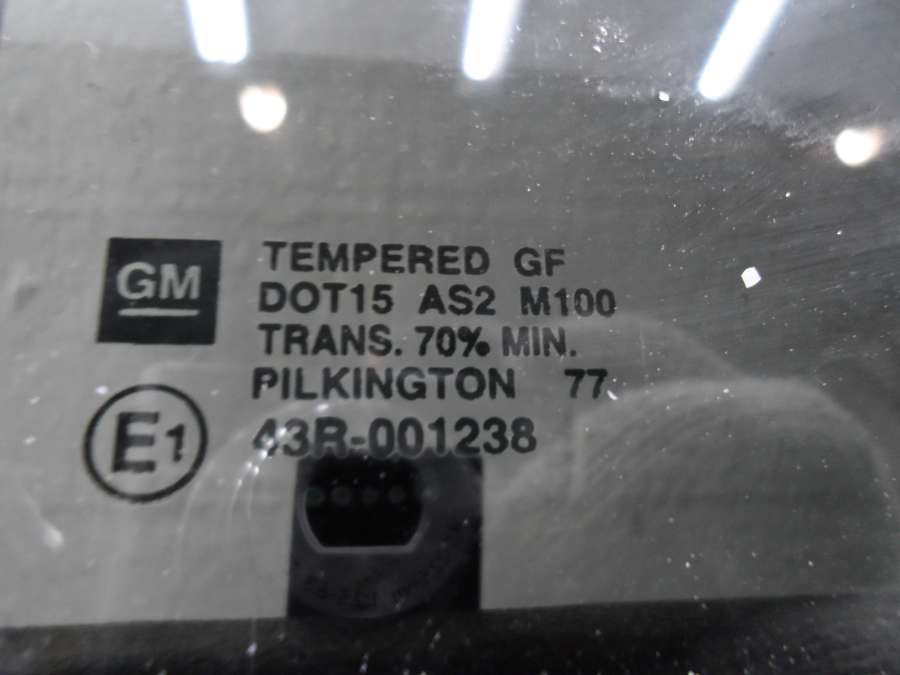 GM
TEMPERED GF
DOT15 AS2 M100
TRANS. 70% MIN.
PILKINGTON 77
E1
43R-001238